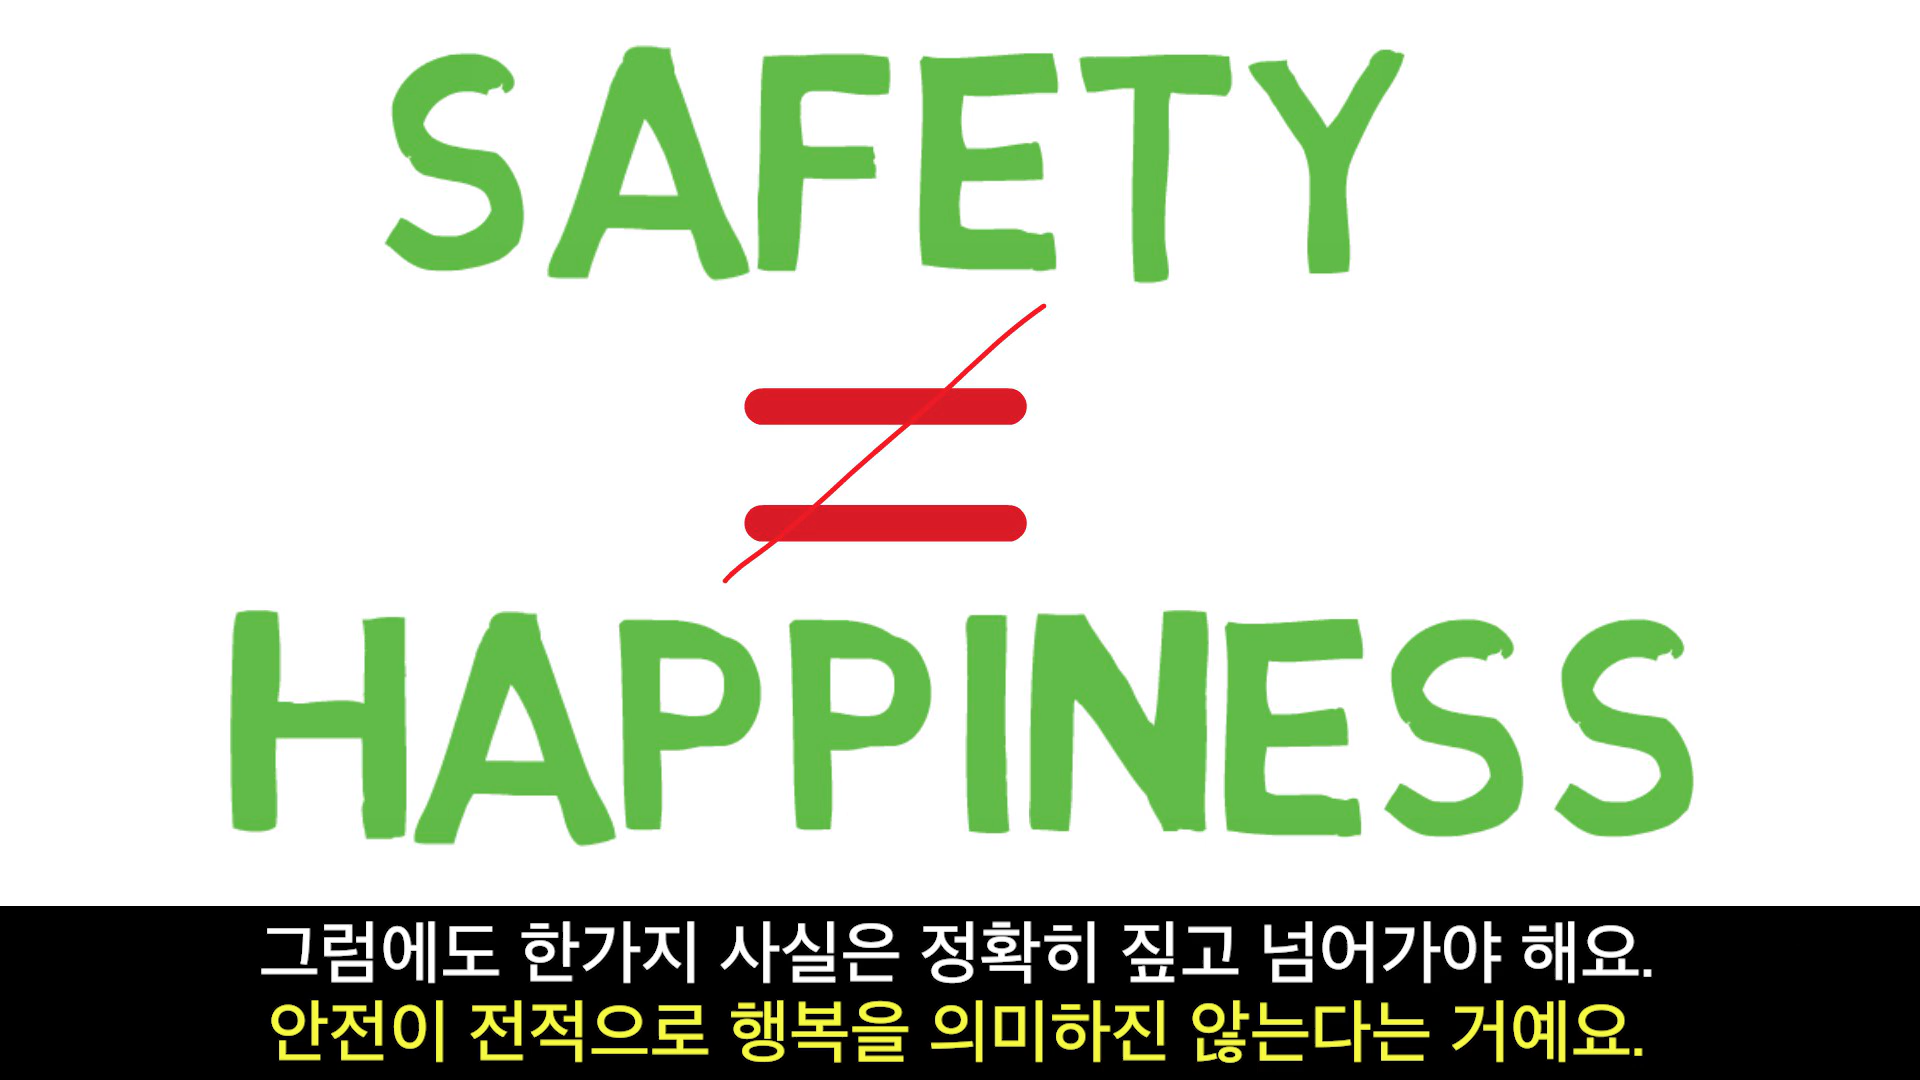 SAFETY
≠
HAPPINESS
그럼에도 한가지 사실은 정확히 짚고 넘어가야 해요.
안전이 전적으로 행복을 의미하진 않는다는 거예요.